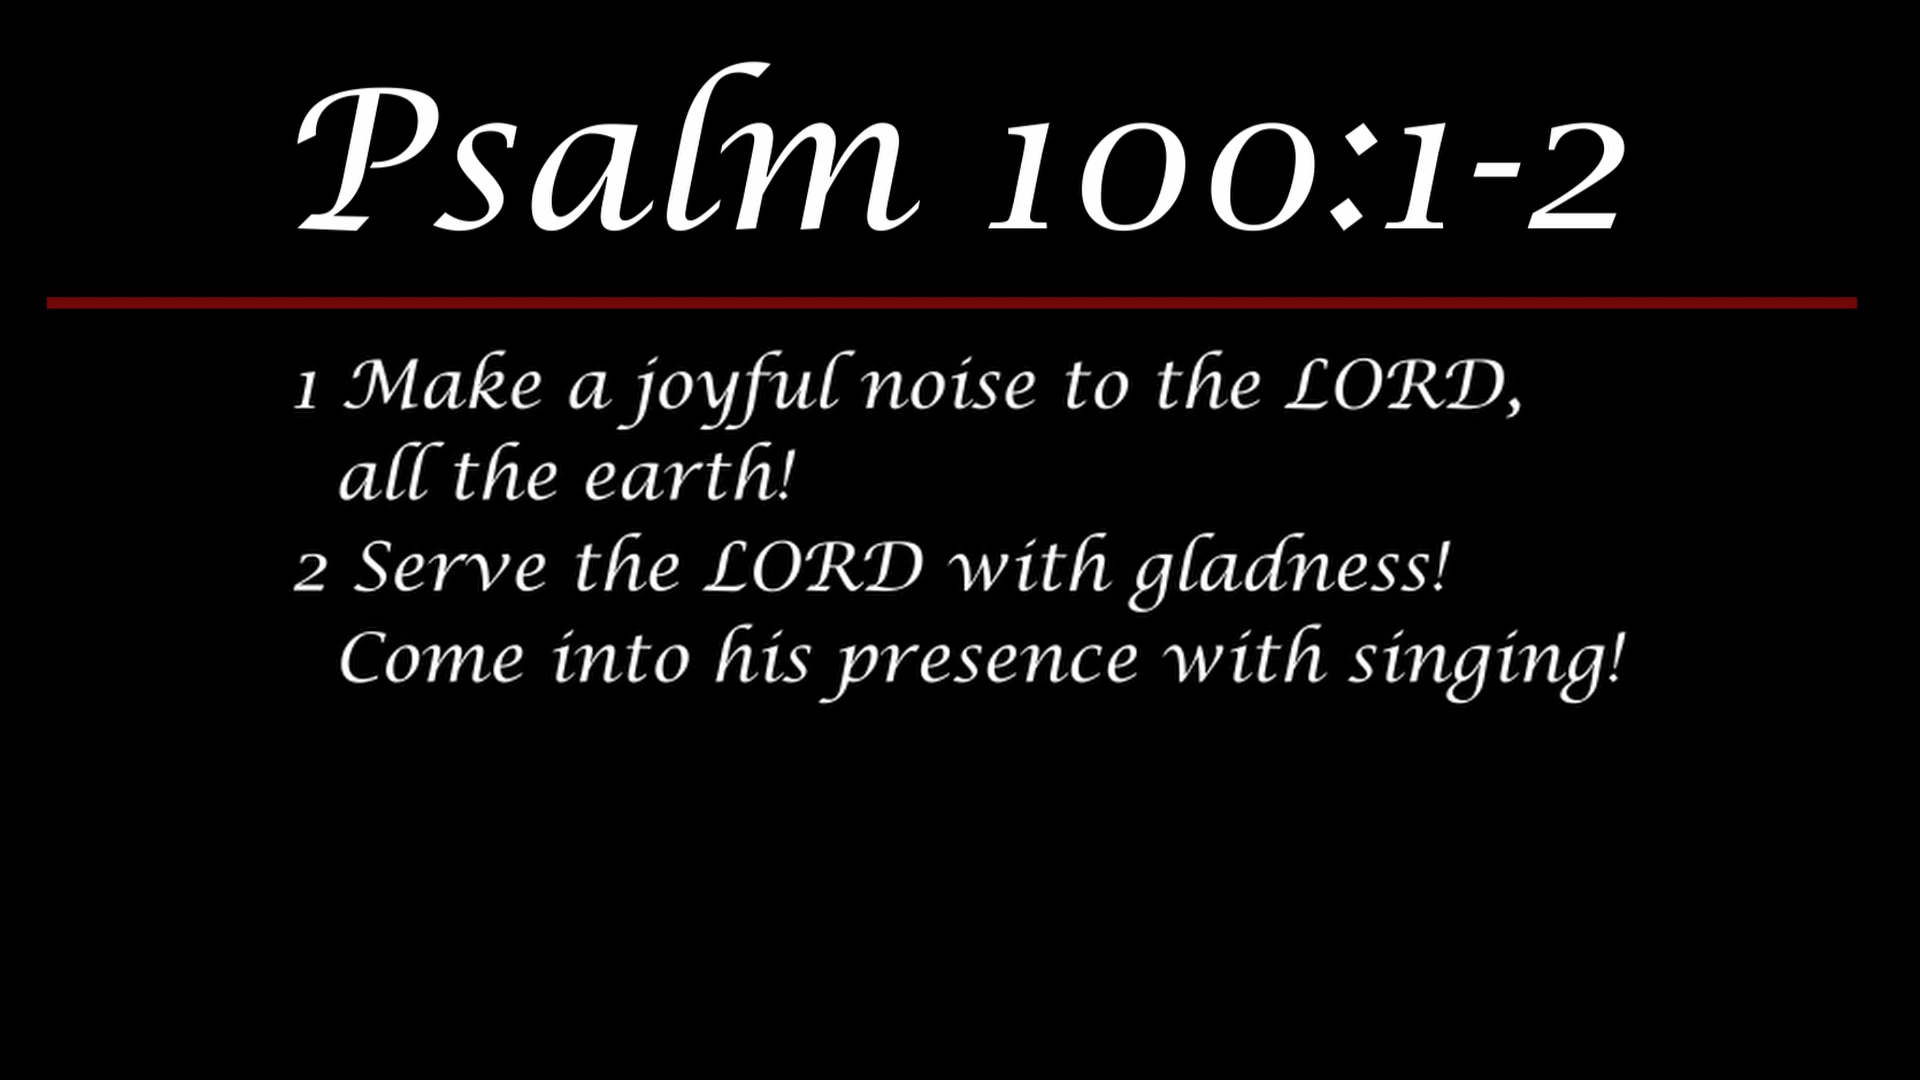 Psalm 100:1-2
1 Make a joyful noise to the LORD,
all the earth!
2 Serve the LORD with gladness!
Come into his presence with singing!